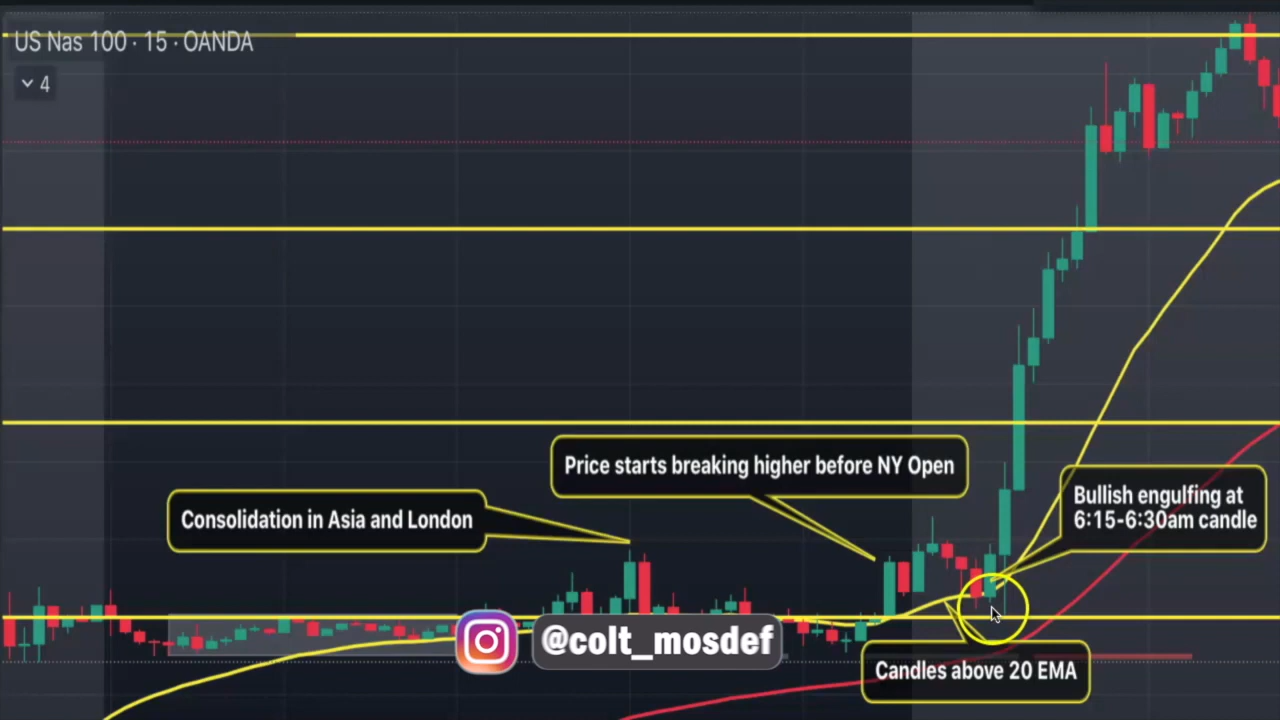 US Nas 100 · 15 · OANDA
4
Price starts breaking higher before NY Open
Consolidation in Asia and London
Bullish engulfing at
6:15-6:30am candle
@colt_mosdef
Candles above 20 EMA